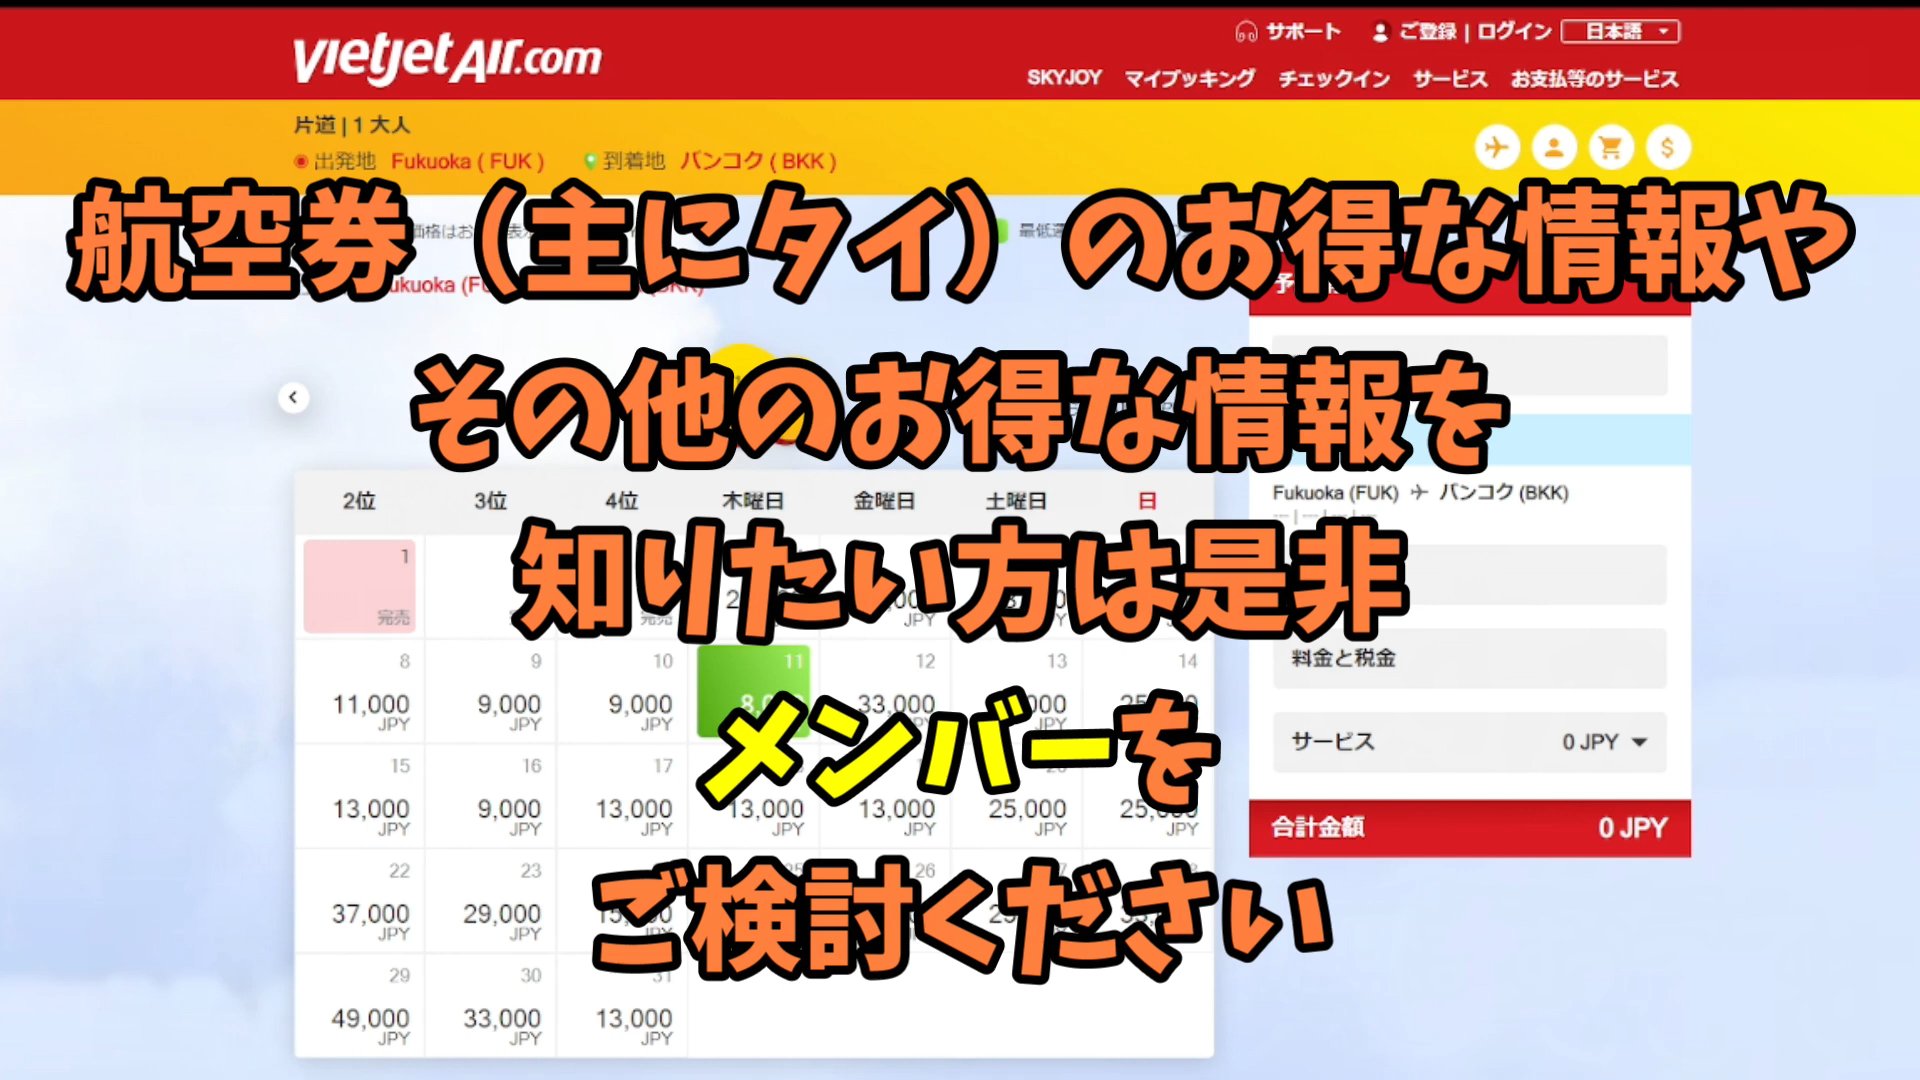 vietjetAir.com
サポート ご登録 | ログイン 日本語
SKYJOY マイブッキング チェックイン サービス お支払等のサービス
片道 | 1 大人
出発地 Fukuoka ( FUK ) 到着地 バンコク ( BKK )
航空券（主にタイ）のお得な情報や
その他のお得な情報を
知りたい方は是非
メンバーを
ご検討ください
2位 3位 4位 木曜日 金曜日 土曜日 日
1
完売
8 9 10 11 12 13 14
11,000 9,000 9,000 33,000
JPY JPY JPY
15 16 17
13,000 9,000 13,000 13,000 13,000 25,000
JPY JPY JPY JPY JPY JPY JPY
22 23 26
37,000 29,000
JPY JPY
29 30 31
49,000 33,000 13,000
JPY JPY JPY
Fukuoka (FUK) バンコク (BKK)
料金と税金
サービス 0 JPY
合計金額 0 JPY